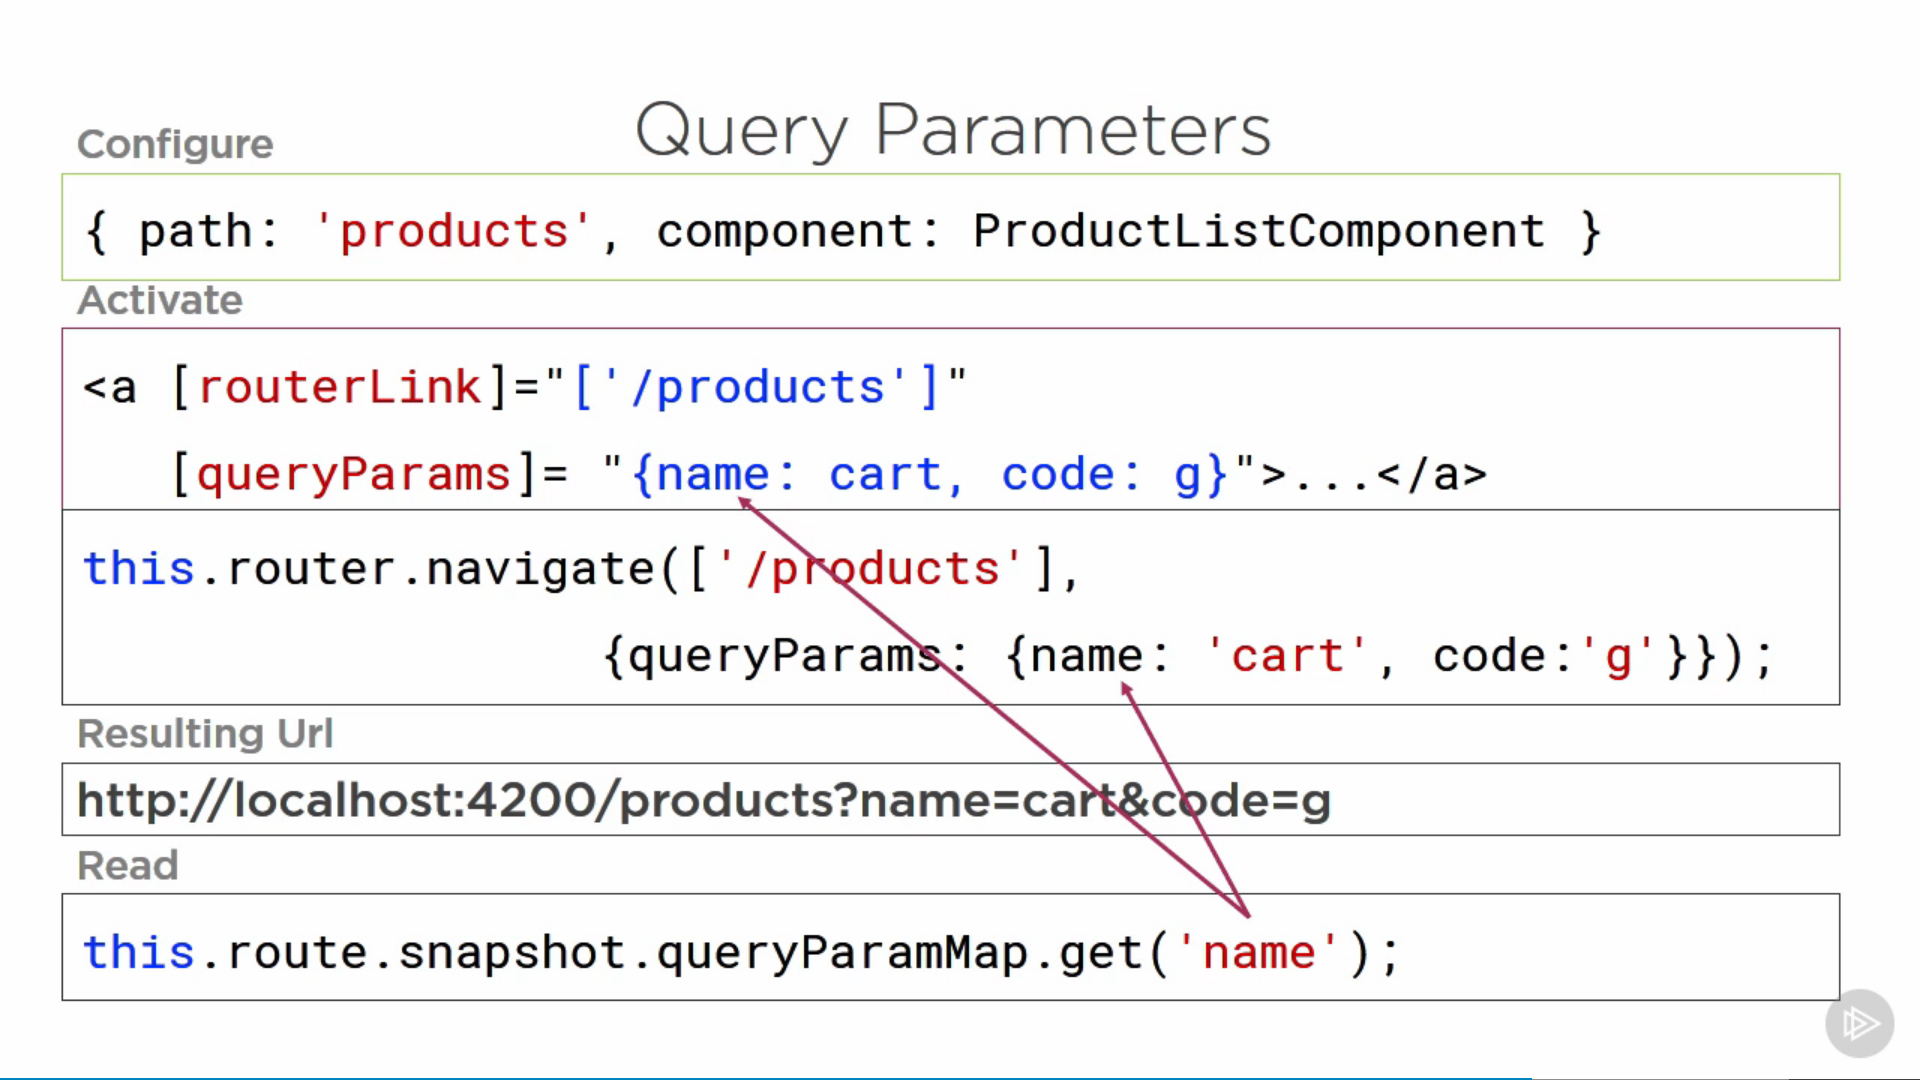 Query Parameters
Configure
{ path: 'products', component: ProductListComponent }
Activate
<a [routerLink]="['/products']"
[queryParams]= "{name: cart, code: g}">...</a>
this.router.navigate(['/products'],
{queryParams: {name: 'cart', code:'g'}});
Resulting Url
http://localhost:4200/products?name=cart&code=g
Read
this.route.snapshot.queryParamMap.get('name');